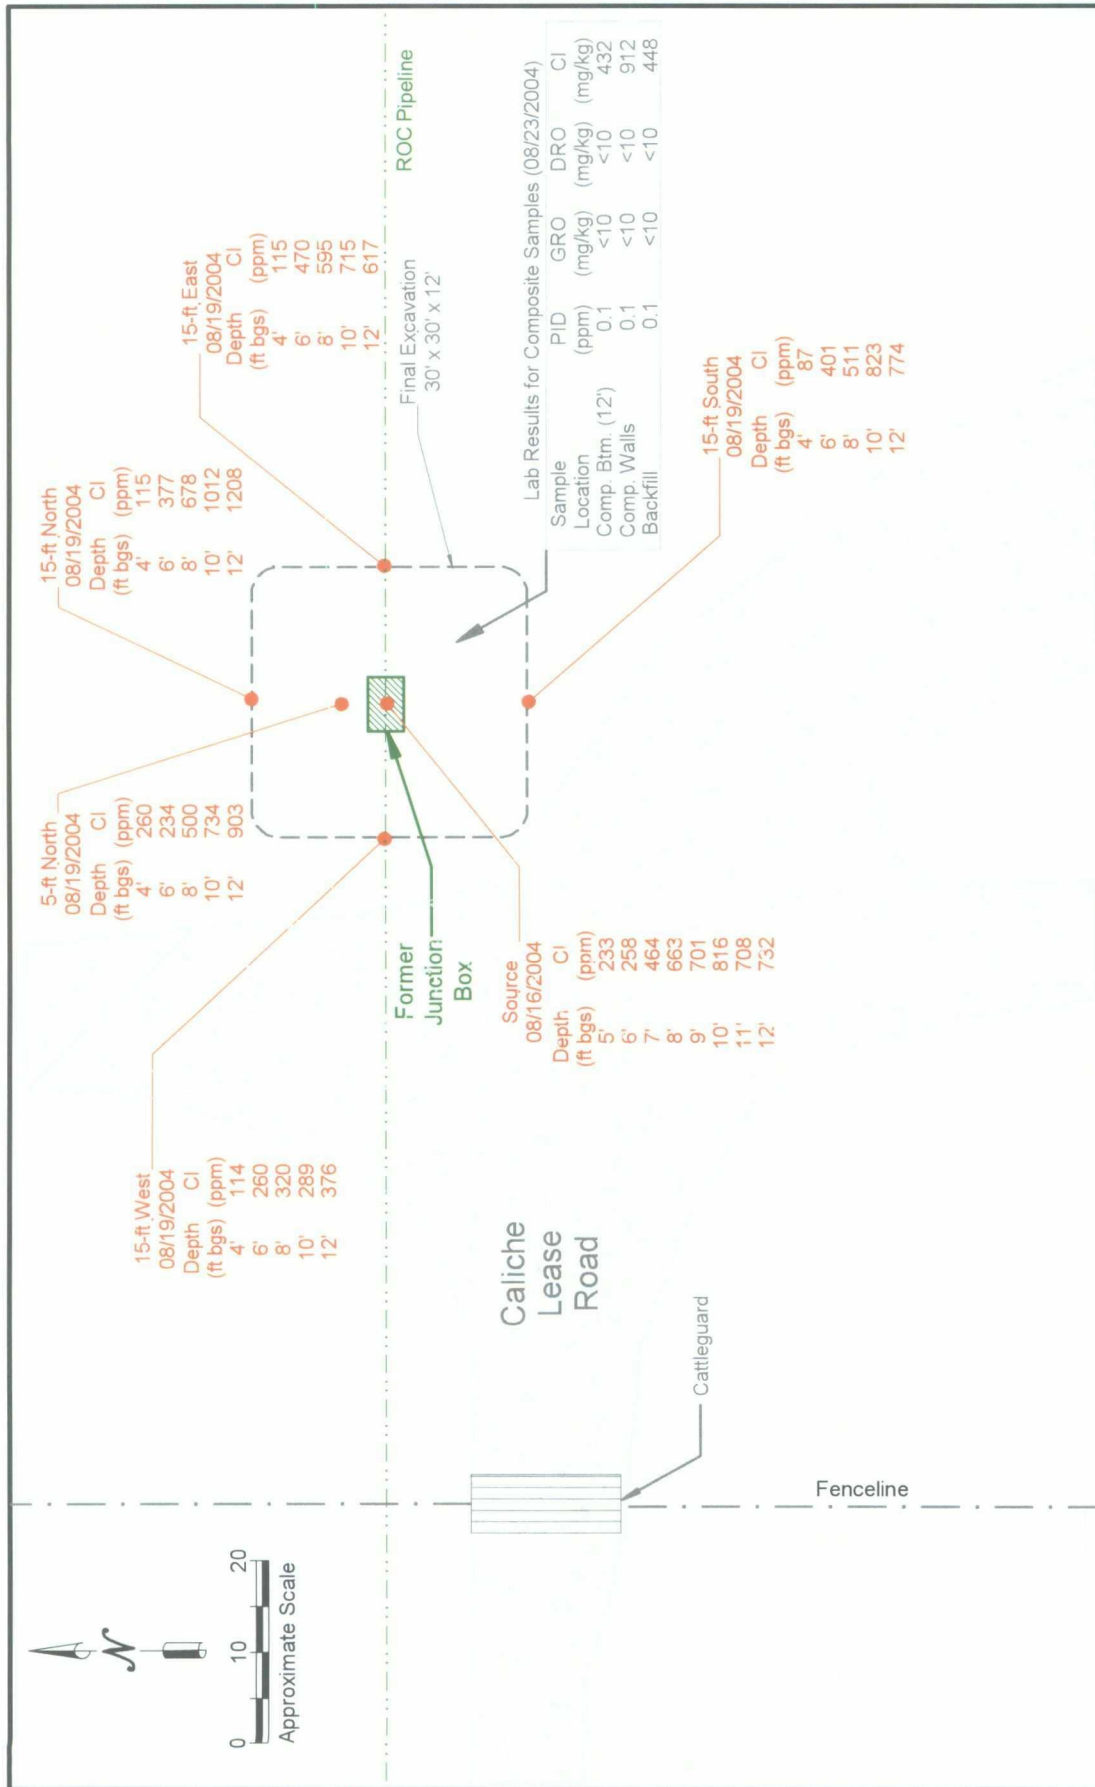 N
0 10 20
Approximate Scale
15-ft West
08/19/2004
Depth Cl
(ft bgs) (ppm)
4' 114
6' 260
8' 320
10' 289
12' 376
5-ft North
08/19/2004
Depth Cl
(ft bgs) (ppm)
4' 260
6' 234
8' 500
10' 734
12' 903
15-ft North
08/19/2004
Depth Cl
(ft bgs) (ppm)
4' 115
6' 377
8' 678
10' 1012
12' 1208
15-ft East
08/19/2004
Depth Cl
(ft bgs) (ppm)
4' 115
6' 470
8' 595
10' 715
12' 617
ROC Pipeline
Final Excavation
30' x 30' x 12'
Former
Junction
Box
Source
08/16/2004
Depth Cl
(ft bgs) (ppm)
5' 233
6' 258
7' 464
8' 663
9' 701
10' 816
11' 708
12' 732
Caliche
Lease
Road
Cattleguard
Fenceline
Lab Results for Composite Samples (08/23/2004)
Sample PID GRO DRO Cl
Location (ppm) (mg/kg) (mg/kg) (mg/kg)
Comp. Btm. (12') 0.1 <10 <10 432
Comp. Walls 0.1 <10 <10 912
Backfill 0.1 <10 <10 448
15-ft South
08/19/2004
Depth Cl
(ft bgs) (ppm)
4' 87
6' 401
8' 511
10' 823
12' 774